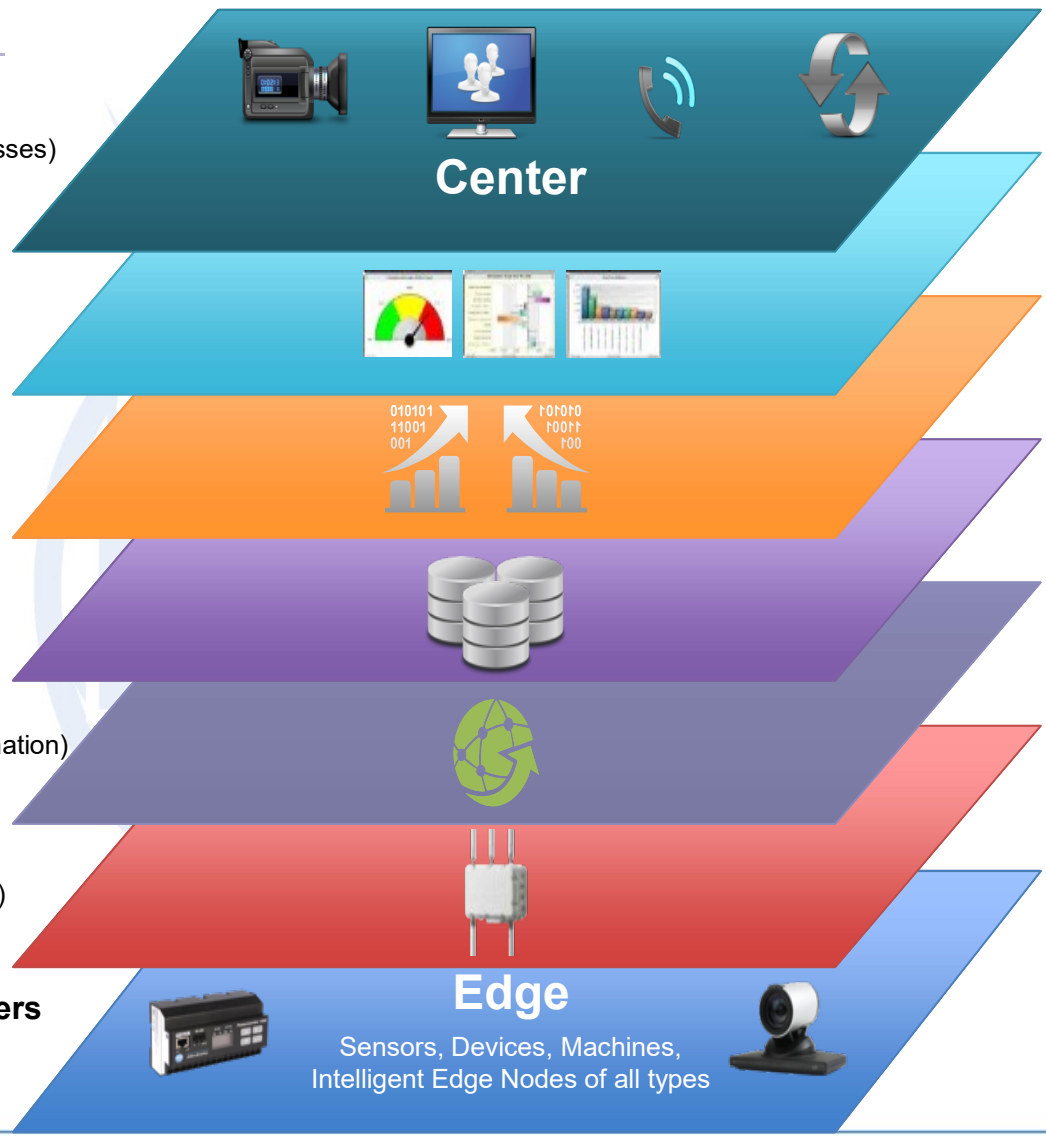 sses)
Center
010101
11001
001
010101
11001
001
ation)
)
ers
Edge
Sensors, Devices, Machines,
Intelligent Edge Nodes of all types